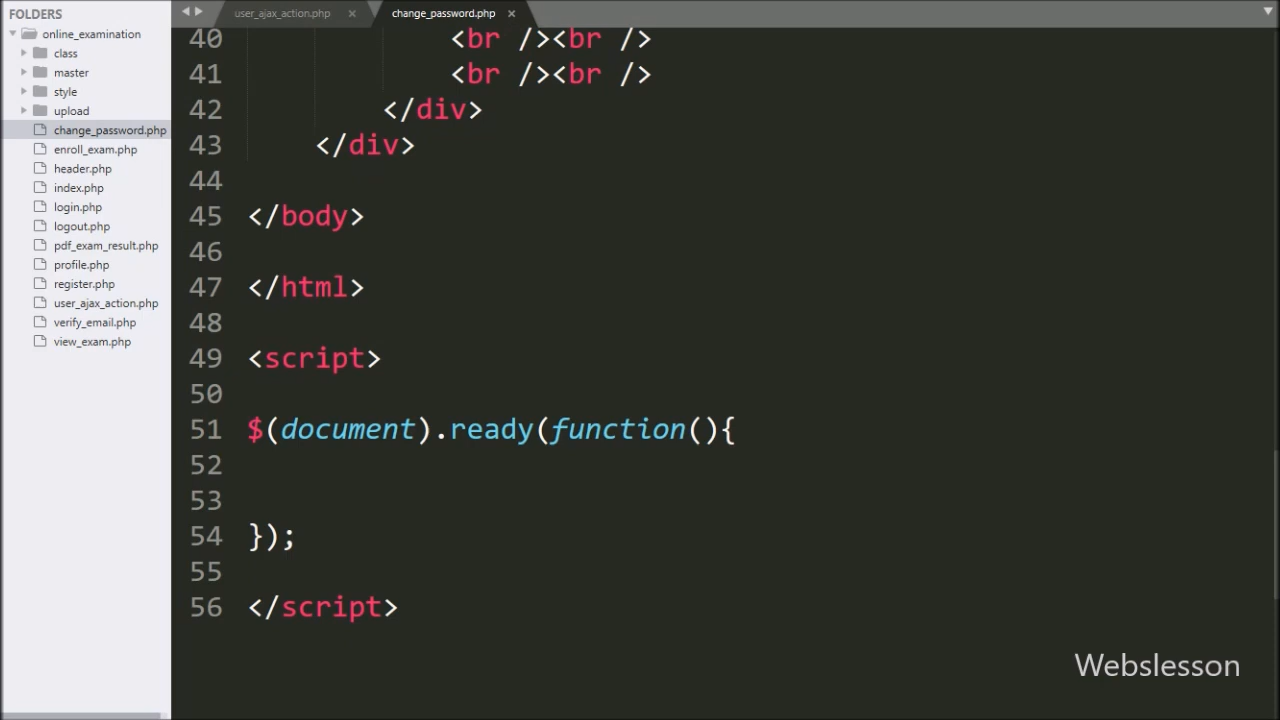 FOLDERS
online_examination
class
master
style
upload
change_password.php
enroll_exam.php
header.php
index.php
login.php
logout.php
pdf_exam_result.php
profile.php
register.php
user_ajax_action.php
verify_email.php
view_exam.php
user_ajax_action.php × change_password.php ×
40 <br /><br />
41 <br /><br />
42 </div>
43 </div>
44
45 </body>
46
47 </html>
48
49 <script>
50
51 $(document).ready(function(){
52
53
54 });
55
56 </script>
Webslesson